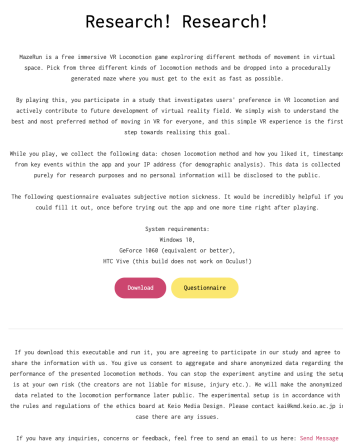 Research! Research!
MazeRun is a free immersive VR Locomotion game exploring different methods of movement in virtual
space. Pick from three different kinds of locomotion methods and be dropped into a procedurally
generated maze where you must get to the exit as fast as possible.
By playing this, you participate in a study that investigates users' preference in VR locomotion and
actively contribute to future development of virtual reality field. We simply wish to understand the
best and most preferred method of moving in VR for everyone, and this simple VR experience is the first
step towards realising this goal.
While you play, we collect the following data: chosen locomotion method and how you liked it, timestamps
from key events within the app and your IP address (for demographic analysis). This data is collected
purely for research purposes and no personal information will be disclosed to the public.
The following questionnaire evaluates subjective motion sickness. It would be incredibly helpful if you
could fill it out, once before trying out the app and one more time right after playing.
System requirements:
Windows 10,
GeForce 1060 (equivalent or better),
HTC Vive (this build does not work on Oculus!)
Download
Questionnaire
If you download this executable and run it, you are agreeing to participate in our study and agree to
share the information with us. You give us consent to aggregate and share anonymized data regarding the
performance of the presented locomotion methods. You can stop the experiment anytime and using the setup
is at your own risk (the creators are not liable for misuse, injury etc.). We will make the anonymized
data related to the locomotion performance later public. The experimental setup is in accordance with
the rules and regulations of the ethics board at Keio Media Design. Please contact kai@kmd.keio.ac.jp in
case there are any issues.
If you have any inquiries, concerns or feedback, feel free to send an email to us here: Send Message